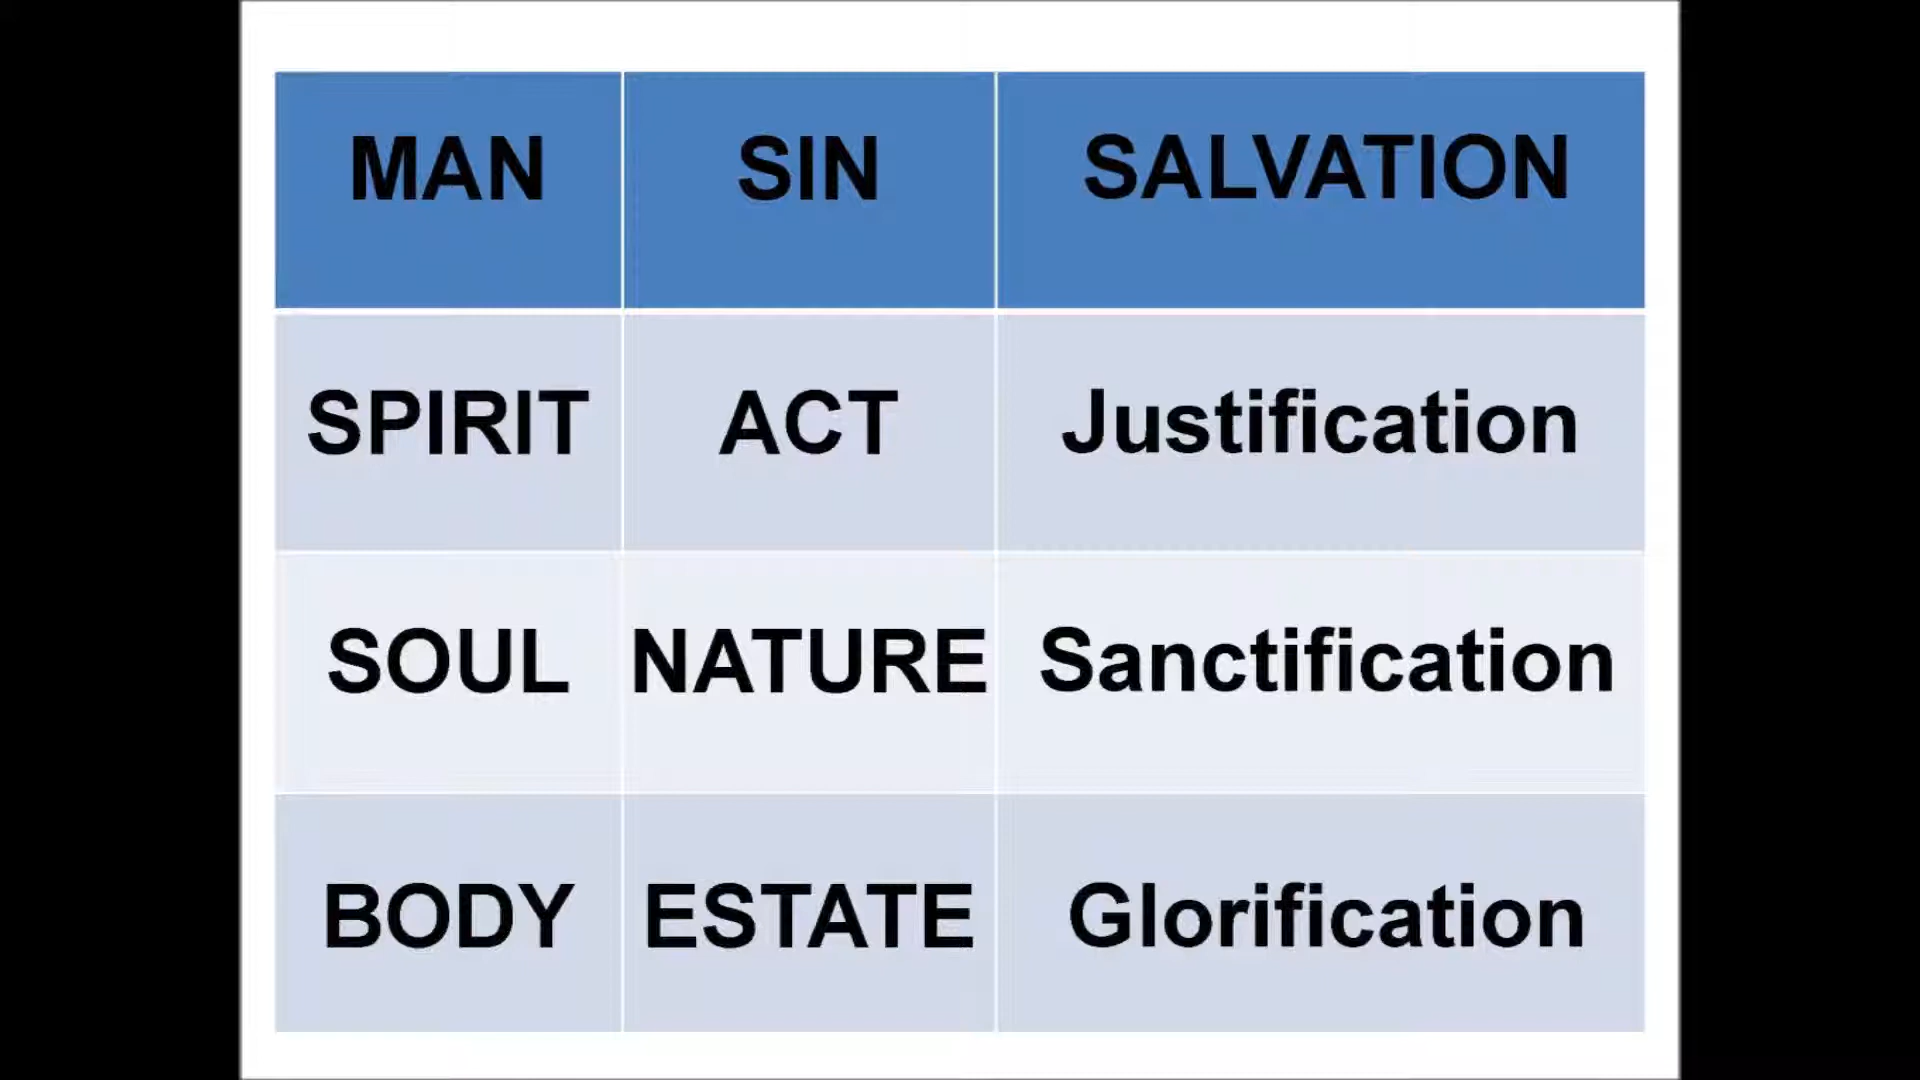 MAN SIN SALVATION
SPIRIT ACT Justification
SOUL NATURE Sanctification
BODY ESTATE Glorification